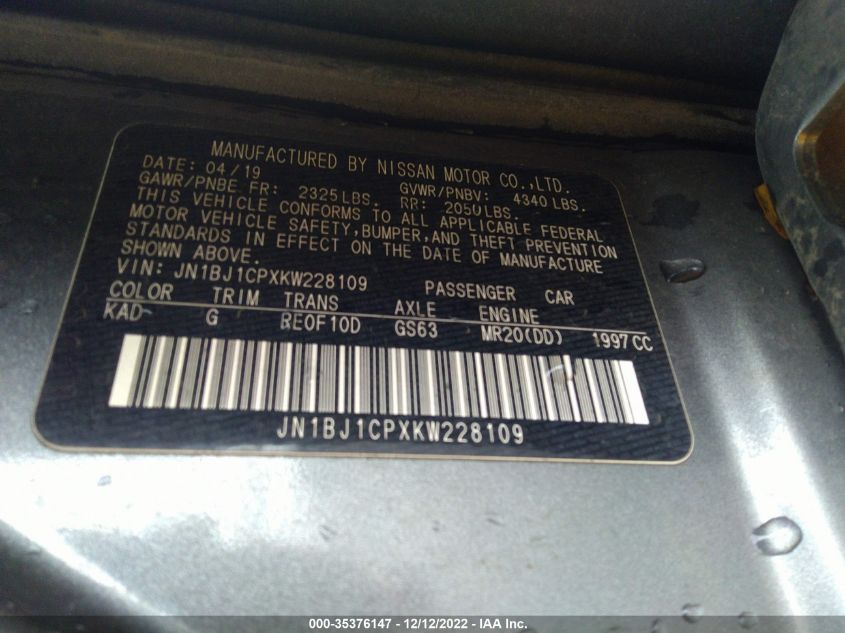 MANUFACTURED BY NISSAN MOTOR CO.,LTD.
DATE: 04/19
GAWR/PNBE FR: 2325LBS. GVWR/PNBV: 4340 LBS.
RR: 2050LBS.
THIS VEHICLE CONFORMS TO ALL APPLICABLE FEDERAL
MOTOR VEHICLE SAFETY,BUMPER,AND THEFT PREVENTION
STANDARDS IN EFFECT ON THE DATE OF MANUFACTURE
SHOWN ABOVE.
VIN: JN1BJ1CPXKW228109 PASSENGER CAR
COLOR TRIM TRANS AXLE ENGINE
KAD G RE0F10D GS63 MR20(DD) 1997CC
JN1BJ1CPXKW228109
000-35376147 - 12/12/2022 - IAA Inc.